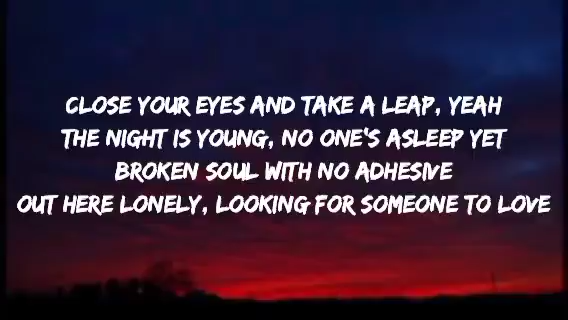 CLOSE YOUR EYES AND TAKE A LEAP, YEAH
THE NIGHT IS YOUNG, NO ONE'S ASLEEP YET
BROKEN SOUL WITH NO ADHESIVE
OUT HERE LONELY, LOOKING FOR SOMEONE TO LOVE